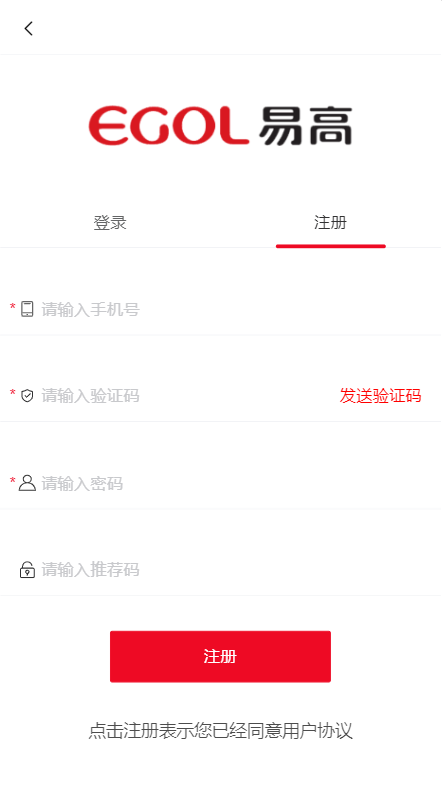 EGOL易高
登录 注册
* 请输入手机号
* 请输入验证码 发送验证码
* 请输入密码
请输入推荐码
注册
点击注册表示您已经同意用户协议